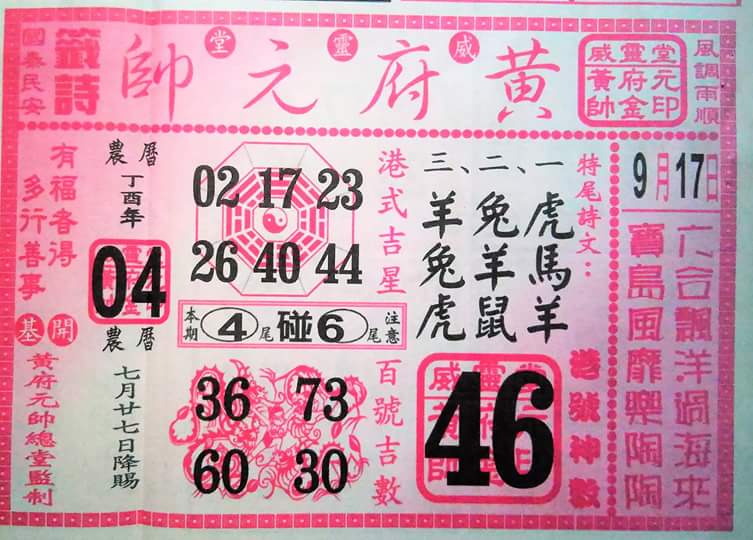 國泰民安
籤詩
黃府元帥
威靈堂
威靈堂
黃府元
帥金印
風調雨順
9月17日
六合飄洋過海來
寶島風靡樂陶陶
特尾詩文：
一、虎馬羊
二、兔羊鼠
三、羊兔虎
港式吉星
02 17 23
26 40 44
農曆
丁酉年
04
農曆
七月廿七日降賜
有福者得
多行善事
開基
黃府元帥總堂監制
本期
4尾碰6尾
注意
百號吉數
36 73
60 30
港號神數
46